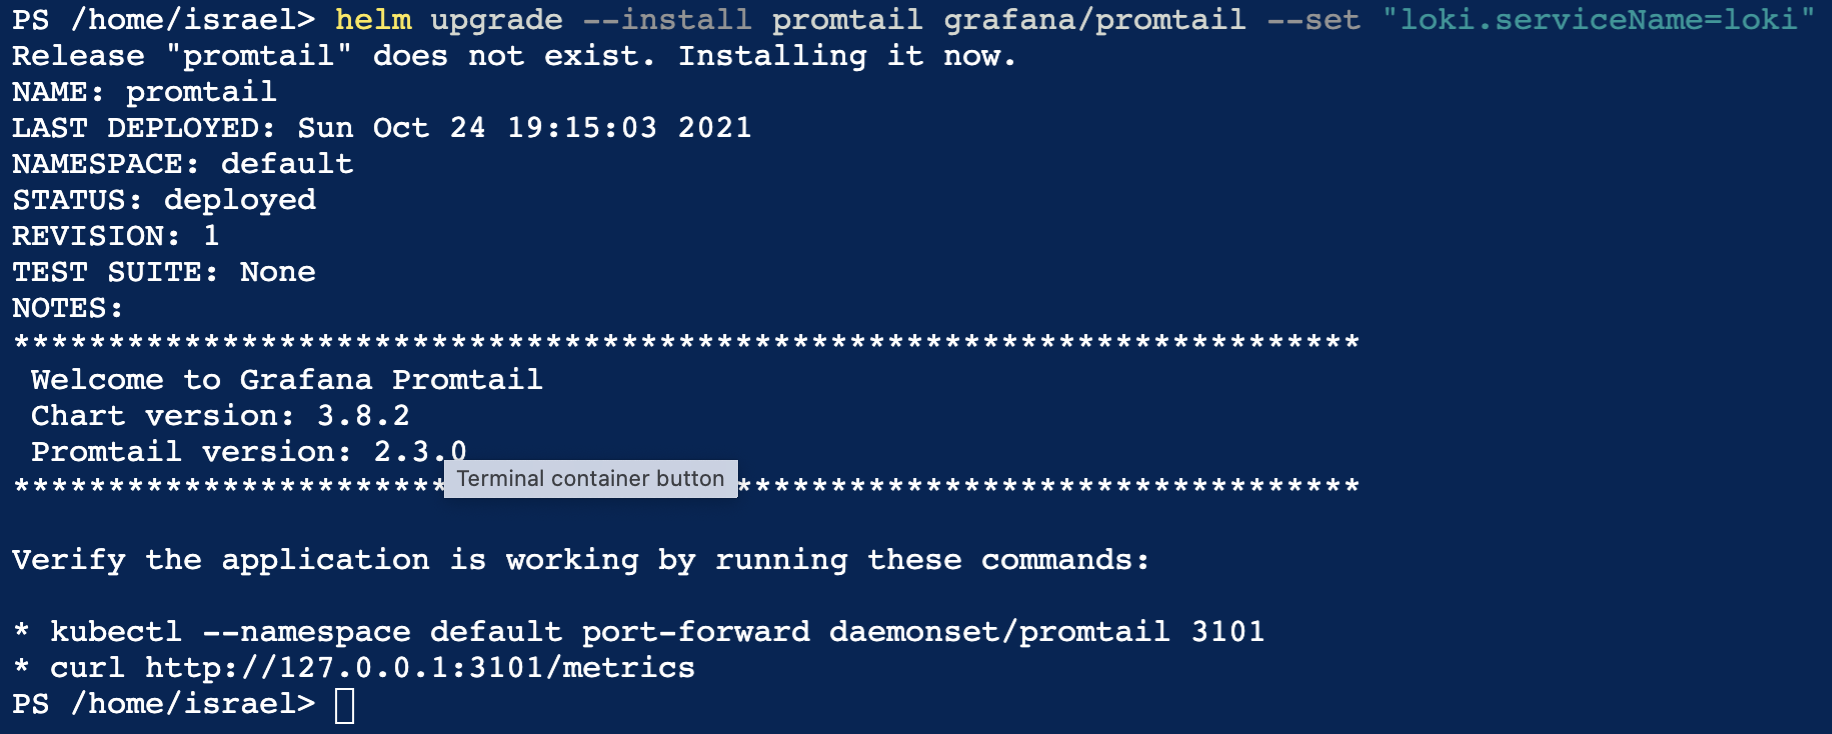 PS /home/israel> helm upgrade --install promtail grafana/promtail --set "loki.serviceName=loki"
Release "promtail" does not exist. Installing it now.
NAME: promtail
LAST DEPLOYED: Sun Oct 24 19:15:03 2021
NAMESPACE: default
STATUS: deployed
REVISION: 1
TEST SUITE: None
NOTES:
***********************************************************************
 Welcome to Grafana Promtail
 Chart version: 3.8.2
 Promtail version: 2.3.0
*********************** Terminal container button *********************************

Verify the application is working by running these commands:

* kubectl --namespace default port-forward daemonset/promtail 3101
* curl http://127.0.0.1:3101/metrics
PS /home/israel>